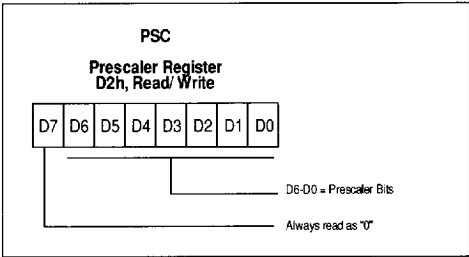 PSC
Prescaler Register
D2h, Read/ Write
D7 D6 D5 D4 D3 D2 D1 D0
D6-D0 = Prescaler Bits
Always read as "0"